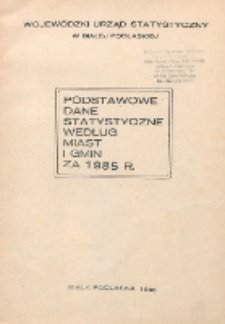 WOJEWÓDZKI URZĄD STATYSTYCZNY
W BIAŁEJ PODLASKIEJ
PODSTAWOWE
DANE
STATYSTYCZNE
WEDŁUG
MIAST
I GMIN
ZA 1985 R.
BIAŁA PODLASKA 1986